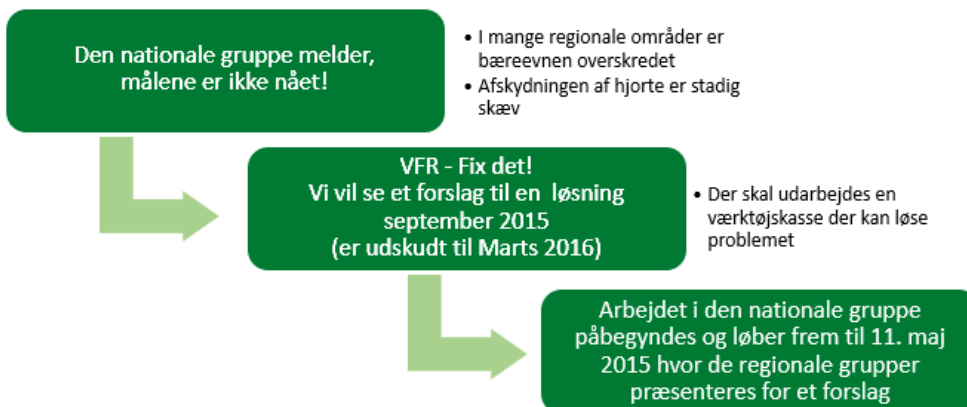 Den nationale gruppe melder,
målene er ikke nået!
• I mange regionale områder er
bæreevnen overskredet
• Afskydningen af hjorte er stadig
skæv
VFR - Fix det!
Vi vil se et forslag til en løsning
september 2015
(er udskudt til Marts 2016)
• Der skal udarbejdes en
værktøjskasse der kan løse
problemet
Arbejdet i den nationale gruppe
påbegyndes og løber frem til 11. maj
2015 hvor de regionale grupper
præsenteres for et forslag